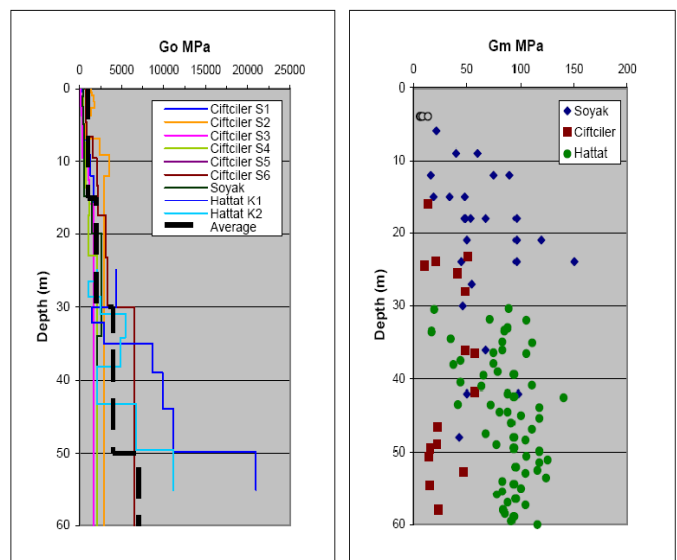 Go MPa
0 5000 10000 15000 20000 25000
0
10
20
30
40
50
60
Depth (m)
Ciftciler S1
Ciftciler S2
Ciftciler S3
Ciftciler S4
Ciftciler S5
Ciftciler S6
Soyak
Hattat K1
Hattat K2
Average
Gm MPa
0 50 100 150 200
0
10
20
30
40
50
60
Depth (m)
Soyak
Ciftciler
Hattat